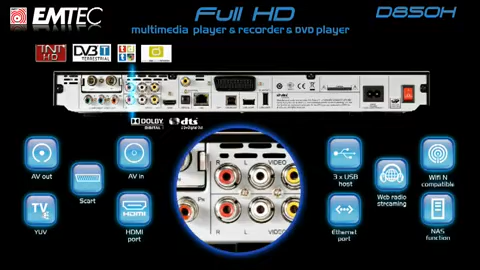 EMTEC
Full HD
D850H
multimedia player & recorder & DVD player
TNT
HD
DVB T
TERRESTRIAL
DOLBY
DIGITAL
dts
AV out
Scart
AV in
YUV
HDMI
port
R L VIDEO
R L VIDEO
3 x USB
host
Web radio
streaming
Wifi N
compatible
Ethernet
port
NAS
function